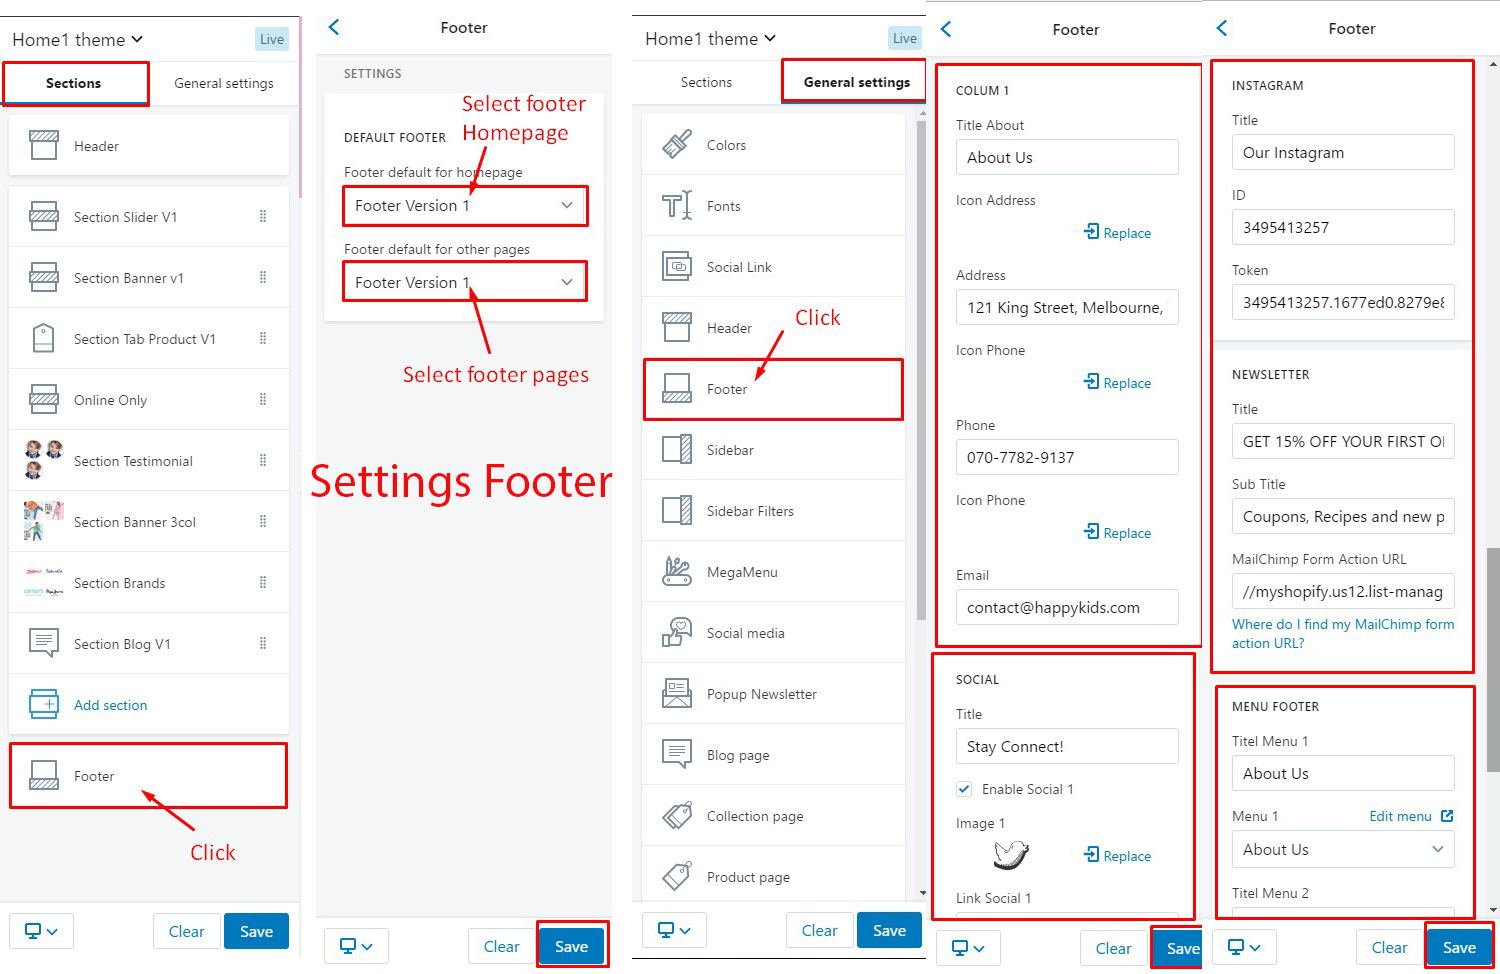 Home1 theme
Live
Sections
General settings
Header
Section Slider V1
Section Banner v1
Section Tab Product V1
Online Only
Section Testimonial
Section Banner 3col
Section Brands
Section Blog V1
Add section
Footer
Click
Clear
Save
Footer
SETTINGS
Select footer
Homepage
DEFAULT FOOTER
Footer default for homepage
Footer Version 1
Footer default for other pages
Footer Version 1
Select footer pages
Settings Footer
Clear
Save
Home1 theme
Live
Sections
General settings
Colors
Fonts
Social Link
Header
Click
Footer
Sidebar
Sidebar Filters
MegaMenu
Social media
Popup Newsletter
Blog page
Collection page
Product page
Clear
Save
Footer
COLUM 1
Title About
About Us
Icon Address
Replace
Address
121 King Street, Melbourne,
Icon Phone
Replace
Phone
070-7782-9137
Icon Phone
Replace
Email
contact@happykids.com
SOCIAL
Title
Stay Connect!
Enable Social 1
Image 1
Replace
Link Social 1
Clear
Save
Footer
INSTAGRAM
Title
Our Instagram
ID
3495413257
Token
3495413257.1677ed0.8279e8
NEWSLETTER
Title
GET 15% OFF YOUR FIRST
Sub Title
Coupons, Recipes and new p
MailChimp Form Action URL
//myshopify.us12.list-manag
Where do I find my MailChimp form
action URL?
MENU FOOTER
Titel Menu 1
About Us
Menu 1
Edit menu
About Us
Titel Menu 2
Clear
Save